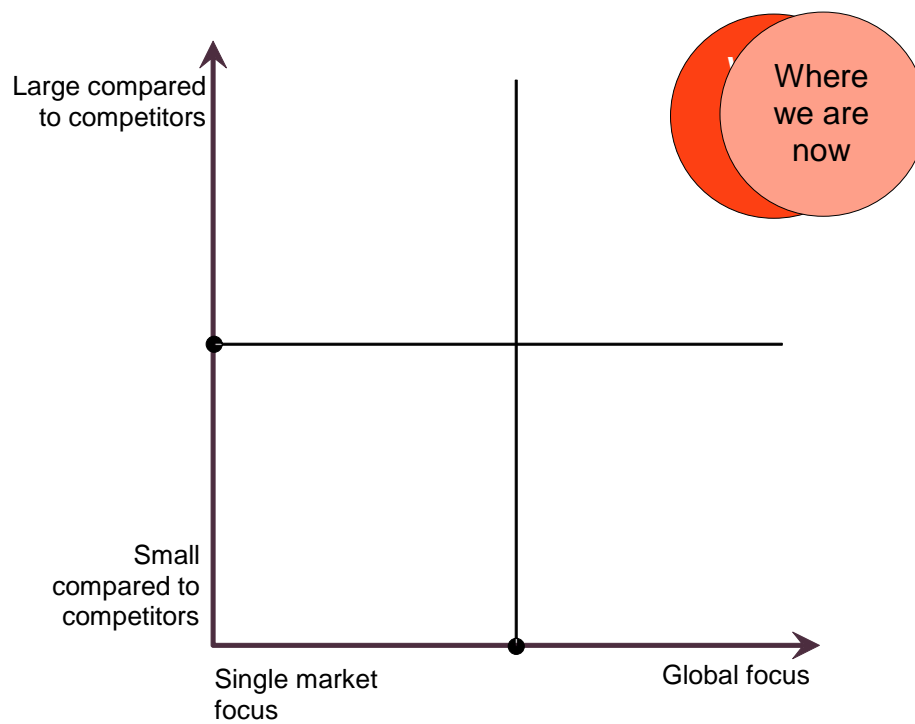 Large compared
to competitors
Where
we are
now
Small
compared to
competitors
Single market
focus
Global focus